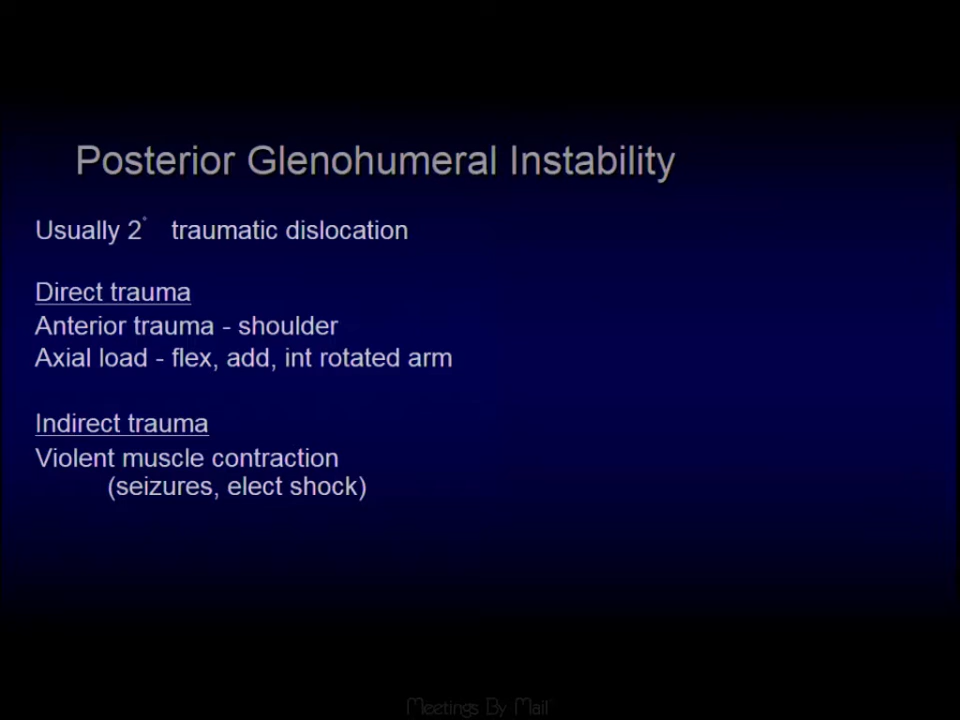 Posterior Glenohumeral Instability
Usually 2° traumatic dislocation
Direct trauma
Anterior trauma - shoulder
Axial load - flex, add, int rotated arm
Indirect trauma
Violent muscle contraction
(seizures, elect shock)
Meetings By Mail